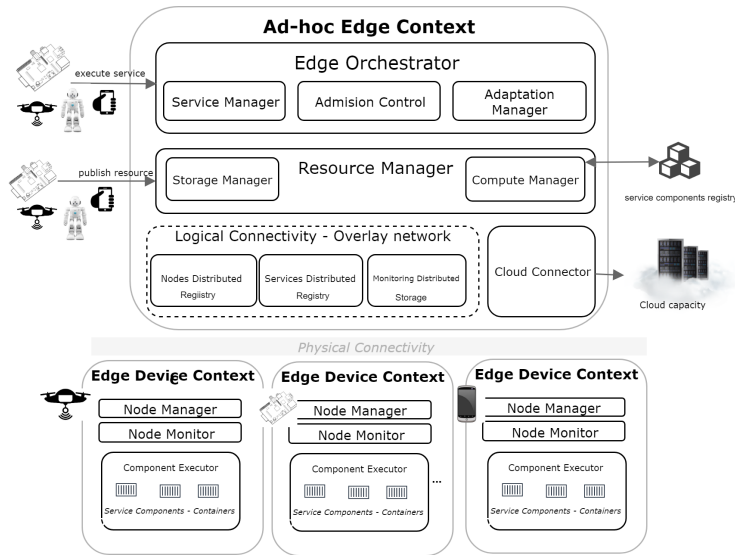 Ad-hoc Edge Context
Edge Orchestrator
execute service
Service Manager
Admision Control
Adaptation
Manager
Resource Manager
publish resource
Storage Manager
Compute Manager
service components registry
Logical Connectivity - Overlay network
Nodes Distributed
Regiistry
Services Distributed
Registry
Monitoring Distributed
Storage
Cloud Connector
Cloud capacity
Physical Connectivity
Edge Device Context
Node Manager
Node Monitor
Component Executor
Service Components - Containers
Edge Device Context
Node Manager
Node Monitor
Component Executor
Service Components - Containers
...
Edge Device Context
Node Manager
Node Monitor
Component Executor
Service Components - Containers